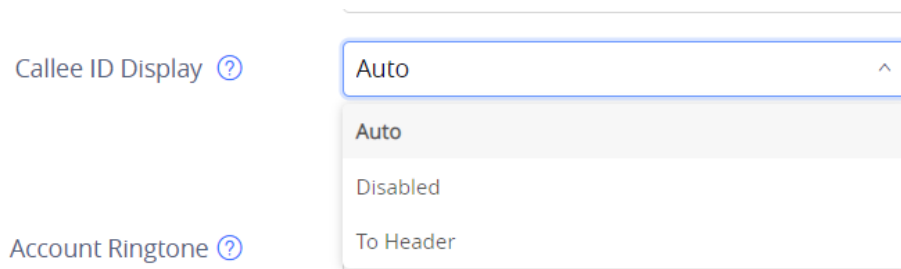 Callee ID Display ?
Auto
Auto
Disabled
To Header
Account Ringtone ?